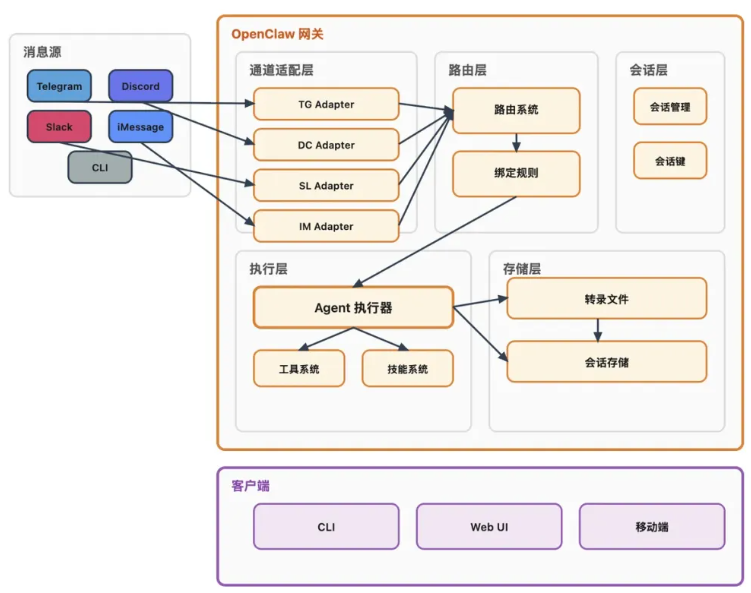 OpenClaw 网关
消息源
Telegram
Discord
Slack
iMessage
CLI
通道适配层
TG Adapter
DC Adapter
SL Adapter
IM Adapter
路由层
路由系统
绑定规则
会话层
会话管理
会话键
执行层
Agent 执行器
工具系统
技能系统
存储层
转录文件
会话存储
客户端
CLI
Web UI
移动端